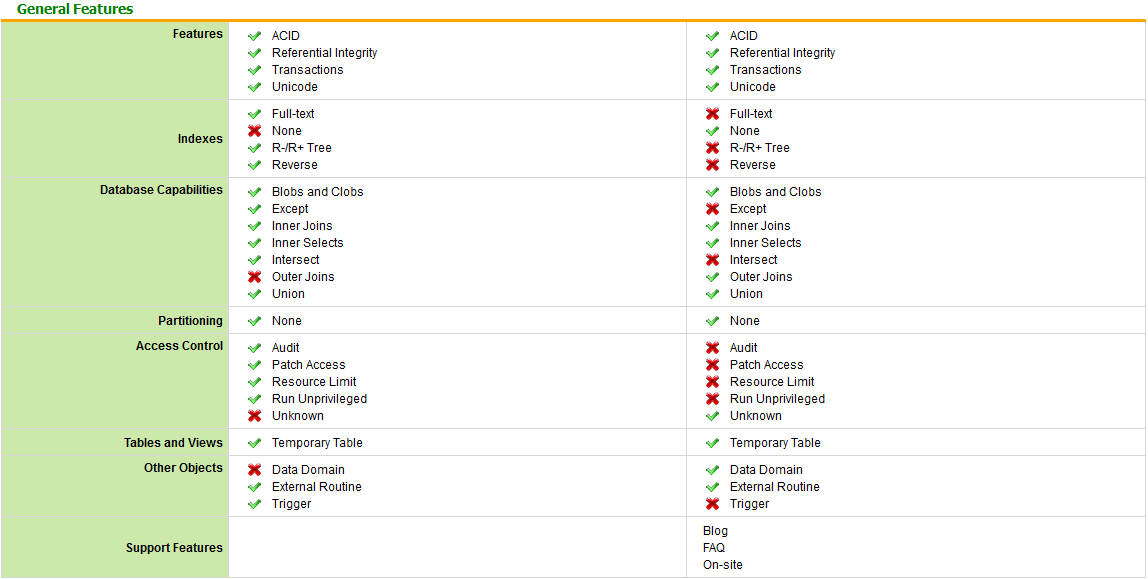 General Features
Features
ACID
ACID
Referential Integrity
Referential Integrity
Transactions
Transactions
Unicode
Unicode
Indexes
Full-text
Full-text
None
None
R-/R+ Tree
R-/R+ Tree
Reverse
Reverse
Database Capabilities
Blobs and Clobs
Blobs and Clobs
Except
Except
Inner Joins
Inner Joins
Inner Selects
Inner Selects
Intersect
Intersect
Outer Joins
Outer Joins
Union
Union
Partitioning
None
None
Access Control
Audit
Audit
Patch Access
Patch Access
Resource Limit
Resource Limit
Run Unprivileged
Run Unprivileged
Unknown
Unknown
Tables and Views
Temporary Table
Temporary Table
Other Objects
Data Domain
Data Domain
External Routine
External Routine
Trigger
Trigger
Support Features
Blog
FAQ
On-site